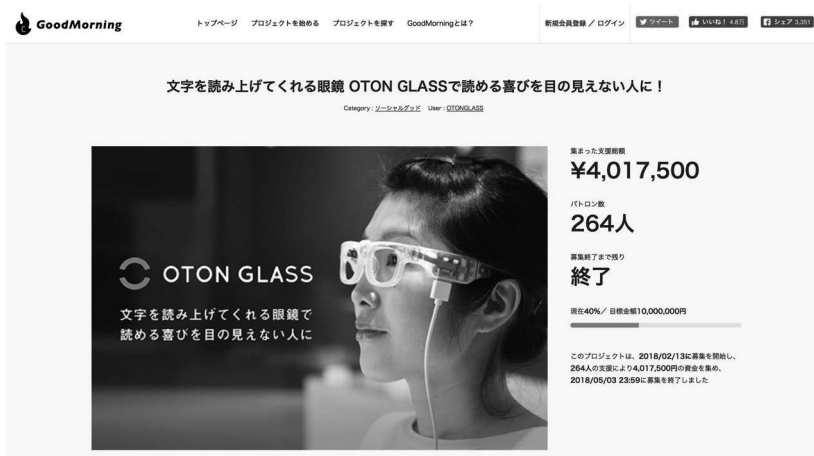 GoodMorning
トップページ プロジェクトを始める プロジェクトを探す GoodMorningとは？
新規会員登録 ／ ログイン
ツイート
いいね！ 4.8万
シェア 3,351
文字を読み上げてくれる眼鏡 OTON GLASSで読める喜びを目の見えない人に！
Category : ソーシャルグッド User : OTONGLASS
OTON GLASS
文字を読み上げてくれる眼鏡で
読める喜びを目の見えない人に
集まった支援総額
¥4,017,500
パトロン数
264人
募集終了まで残り
終了
現在40%／ 目標金額10,000,000円
このプロジェクトは、2018/02/13に募集を開始し、
264人の支援により4,017,500円の資金を集め、
2018/05/03 23:59に募集を終了しました